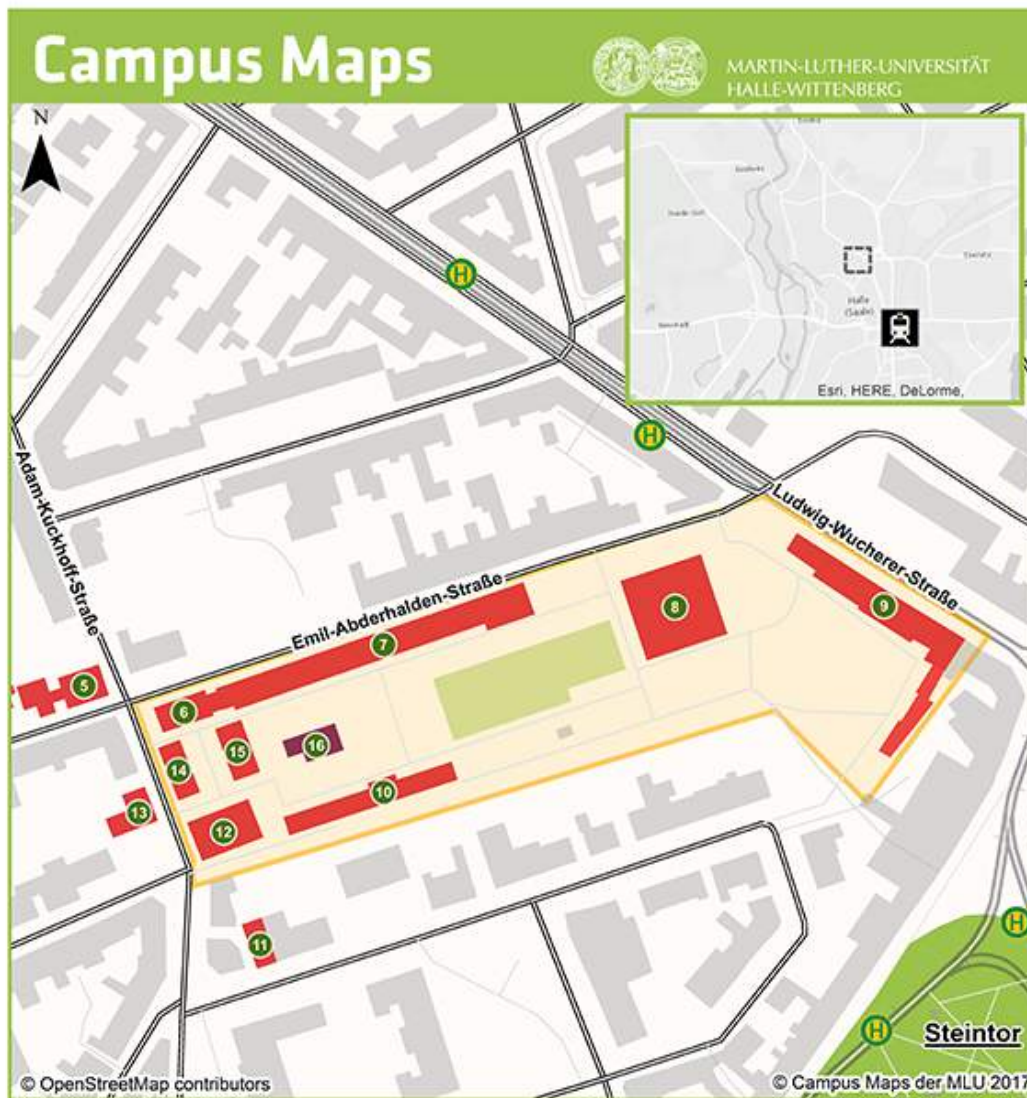 Campus Maps
MARTIN-LUTHER-UNIVERSITÄT
HALLE-WITTENBERG
N
H
Halle
(Saale)
Esri, HERE, DeLorme,
H
Ludwig-Wucherer-Straße
Adam-Kuckhoff-Straße
Emil-Abderhalden-Straße
8
9
7
5
6
15
16
14
10
13
12
11
H
H
Steintor
© OpenStreetMap contributors
© Campus Maps der MLU 2017